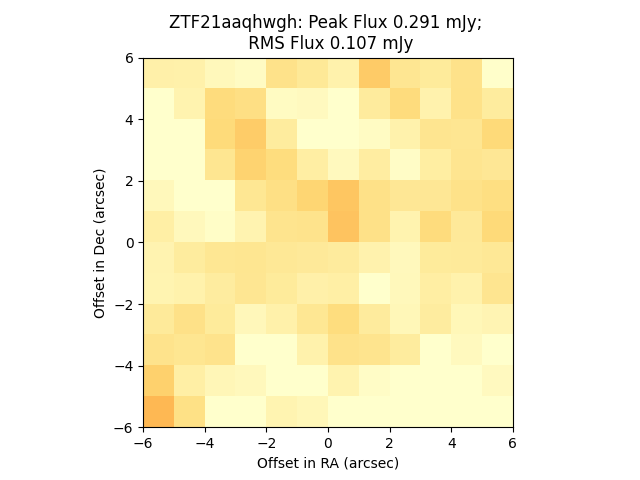 ZTF21aaqhwgh: Peak Flux 0.291 mJy;
RMS Flux 0.107 mJy
6
4
2
0
−2
−4
−6
Offset in Dec (arcsec)
−6 −4 −2 0 2 4 6
Offset in RA (arcsec)